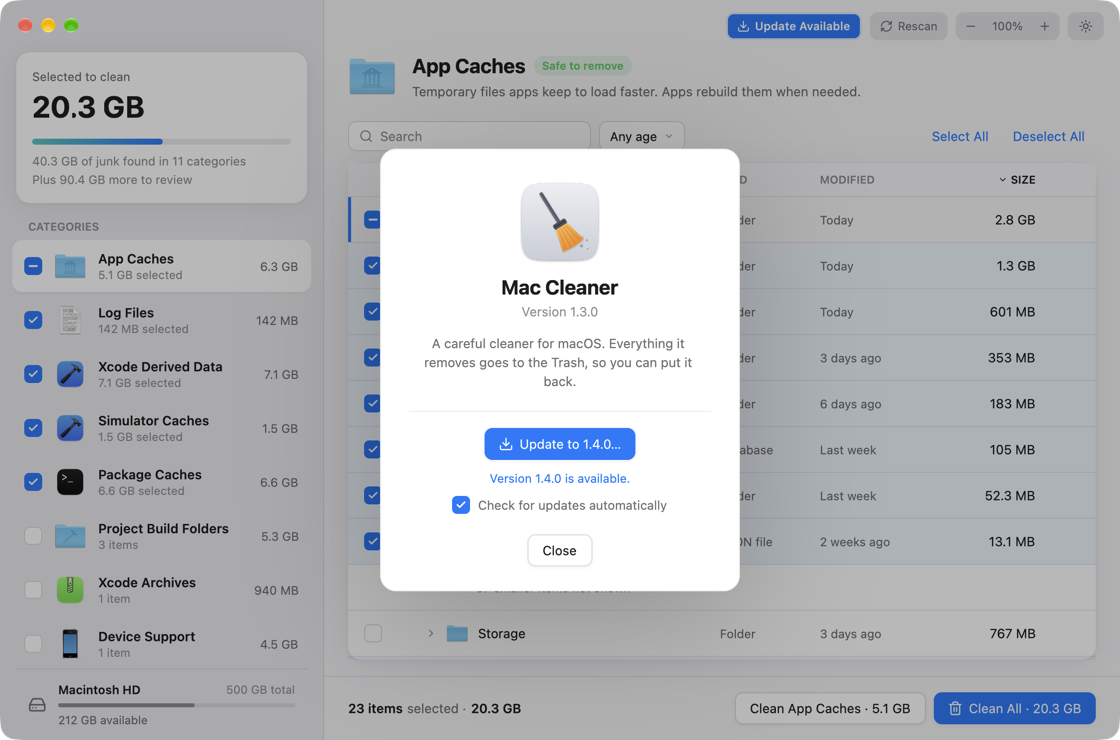 Update Available
Rescan
100%
Selected to clean
20.3 GB
40.3 GB of junk found in 11 categories
Plus 90.4 GB more to review
CATEGORIES
App Caches
5.1 GB selected
6.3 GB
Log Files
142 MB selected
142 MB
Xcode Derived Data
7.1 GB selected
7.1 GB
Simulator Caches
1.5 GB selected
1.5 GB
Package Caches
6.6 GB selected
6.6 GB
Project Build Folders
3 items
5.3 GB
Xcode Archives
1 item
940 MB
Device Support
1 item
4.5 GB
Macintosh HD
500 GB total
212 GB available
App Caches
Safe to remove
Temporary files apps keep to load faster. Apps rebuild them when needed.
Search
Any age
Select All
Deselect All
MODIFIED
SIZE
Today
2.8 GB
Today
1.3 GB
Today
601 MB
3 days ago
353 MB
6 days ago
183 MB
Last week
105 MB
Last week
52.3 MB
file
2 weeks ago
13.1 MB
Storage
Folder
3 days ago
767 MB
Mac Cleaner
Version 1.3.0
A careful cleaner for macOS. Everything it
removes goes to the Trash, so you can put it
back.
Update to 1.4.0...
Version 1.4.0 is available.
Check for updates automatically
Close
23 items selected · 20.3 GB
Clean App Caches · 5.1 GB
Clean All · 20.3 GB